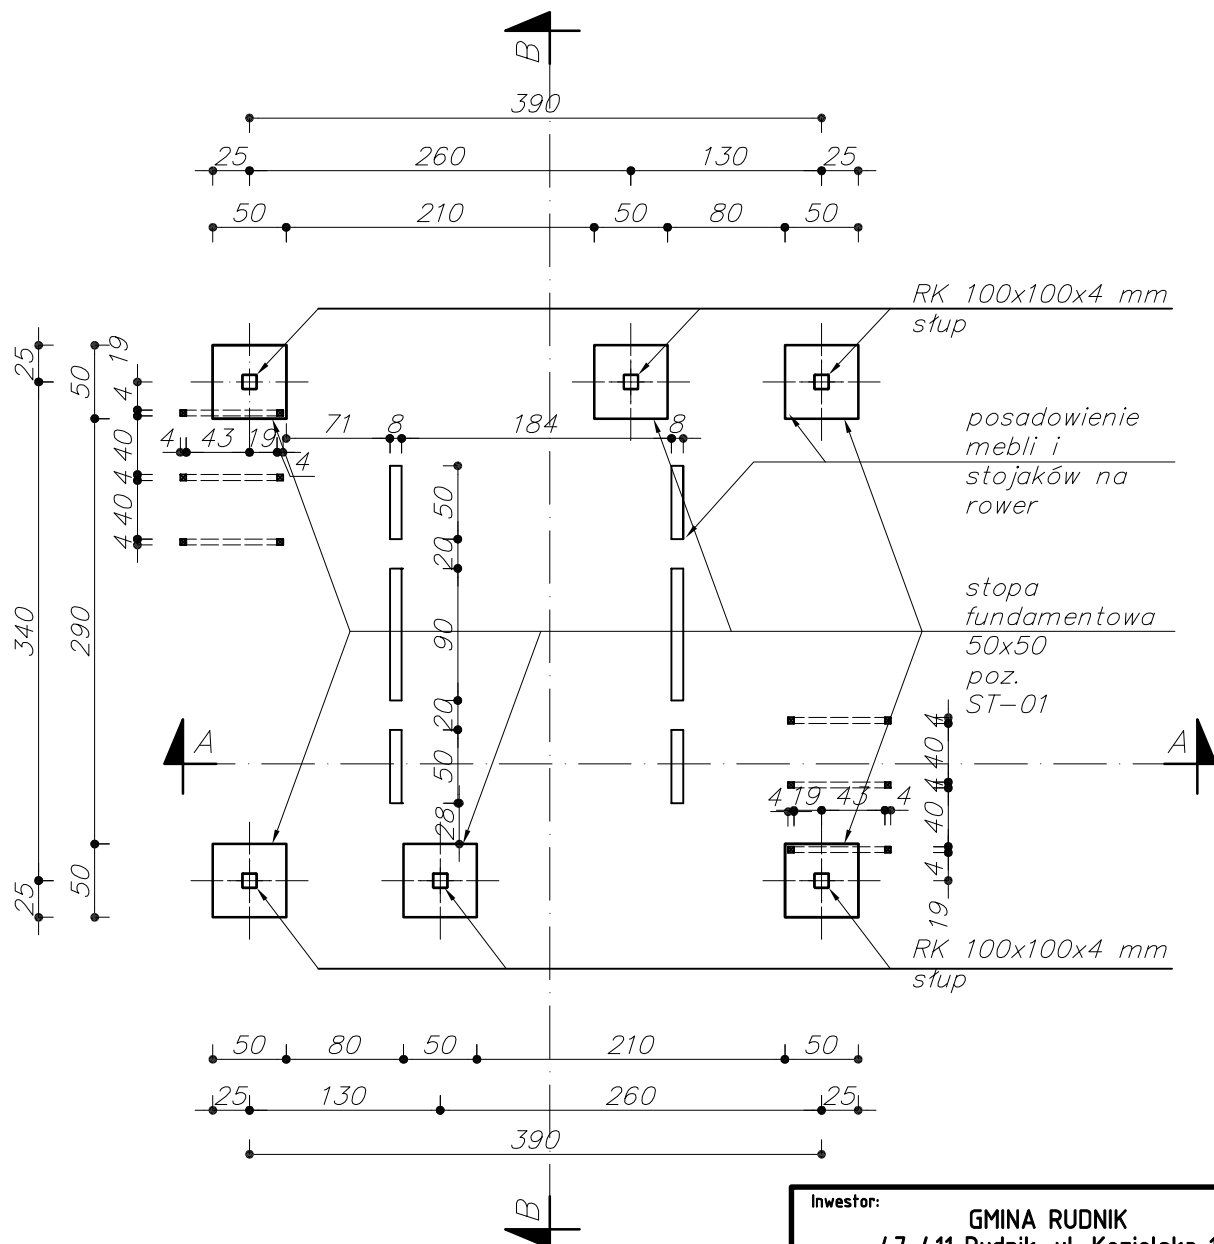 B
390
25 260 130 25
50 210 50 80 50
RK 100x100x4 mm
słup
25 50 19
4
71 8 184 8
posadowienie
mebli i
stojaków na
rower
4 43 19 4
40 4 40 4
50
20
90
20
50
28
340 290
stopa
fundamentowa
50x50
poz.
ST-01
A A
4 40 4 40 4 19
4 19 43 4
25 50
RK 100x100x4 mm
słup
50 80 50 210 50
25 130 260 25
390
B
Inwestor:
GMINA RUDNIK